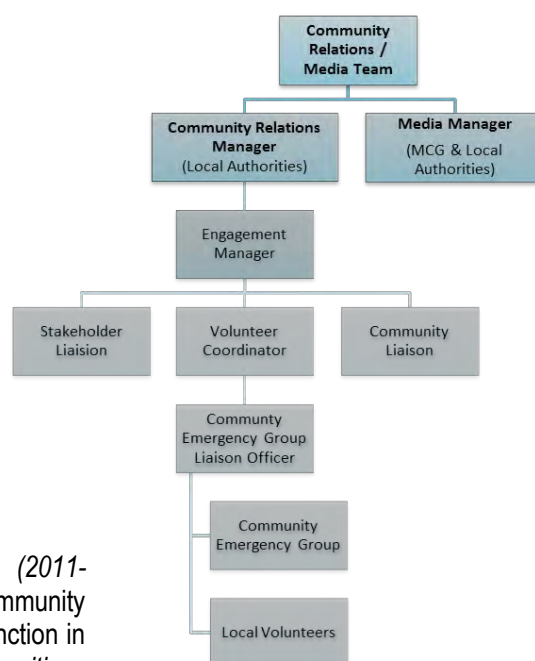 Community
Relations /
Media Team
Community Relations
Manager
(Local Authorities)
Media Manager
(MCG & Local
Authorities)
Engagement
Manager
Stakeholder
Liaision
Volunteer
Coordinator
Community
Liaison
Communty
Emergency Group
Liaison Officer
Community
Emergency Group
Local Volunteers
(2011-
mmunity
nction in